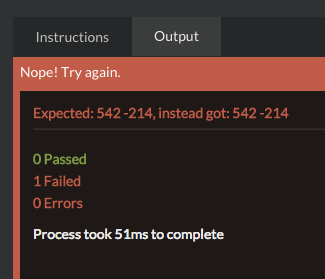 Instructions
Output
Nope! Try again.
Expected: 542 -214, instead got: 542 -214
0 Passed
1 Failed
0 Errors
Process took 51ms to complete